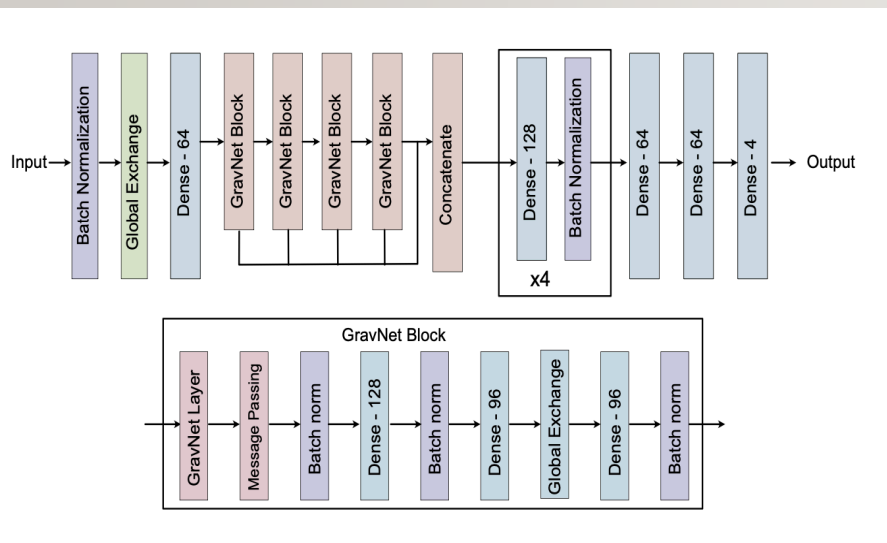 Input
Batch Normalization
Global Exchange
Dense - 64
GravNet Block
GravNet Block
GravNet Block
GravNet Block
Concatenate
Dense - 128
Batch Normalization
x4
Dense - 64
Dense - 64
Dense - 4
Output
GravNet Block
GravNet Layer
Message Passing
Batch norm
Dense - 128
Batch norm
Dense - 96
Global Exchange
Dense - 96
Batch norm